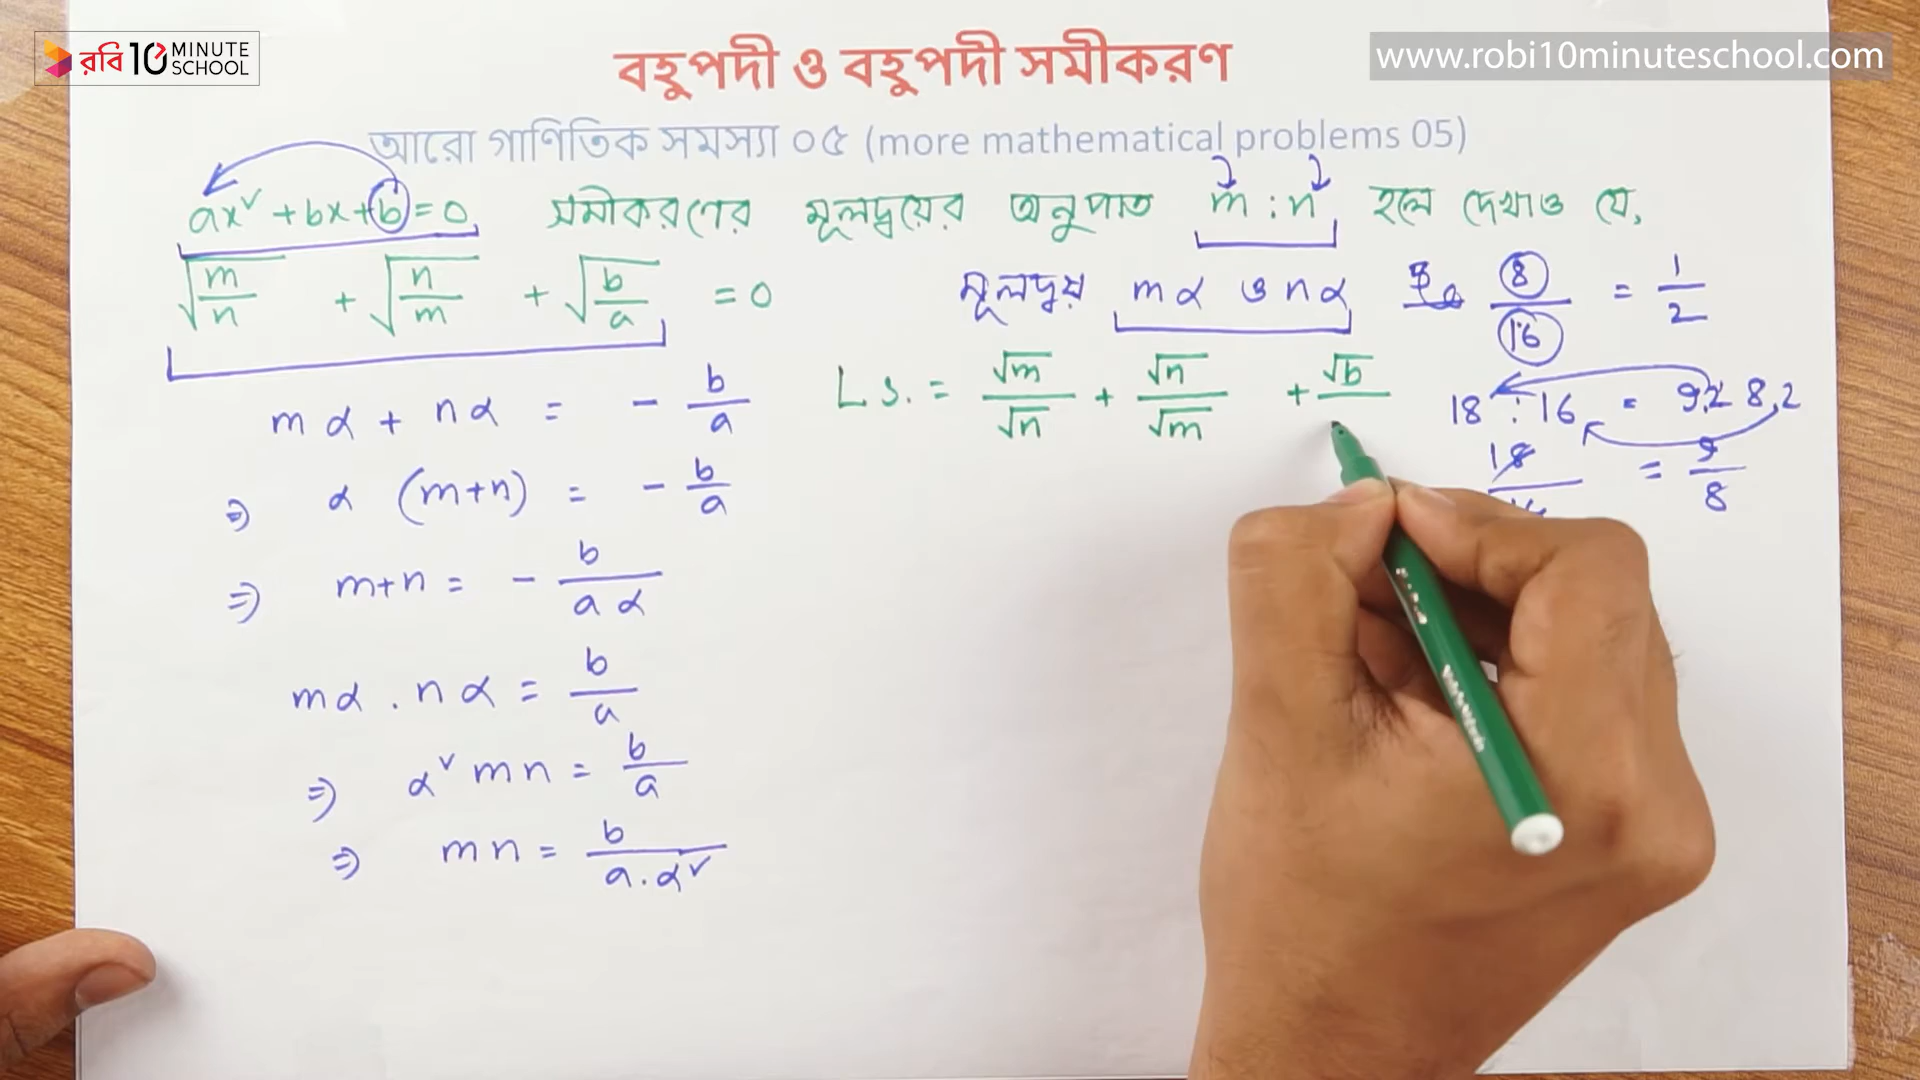 রবি 10 MINUTE SCHOOL
www.robi10minuteschool.com
বহুপদী ও বহুপদী সমীকরণ
আরো গাণিতিক সমস্যা ০৫ (more mathematical problems 05)
ax² + bx + b = 0 সমীকরণের মূলদ্বয়ের অনুপাত m : n হলে দেখাও যে,
√(m/n) + √(n/m) + √(b/a) = 0
মূলদ্বয় mα ও nα
8/16 = 1/2
18 : 16 = 9.2 8.2
18/16 = 9/8
mα + nα = - b/a
⇒ α (m+n) = - b/a
⇒ m+n = - b/aα
mα . nα = b/a
⇒ α² mn = b/a
⇒ mn = b/a.α²
L.S. = √m/√n + √n/√m + √b